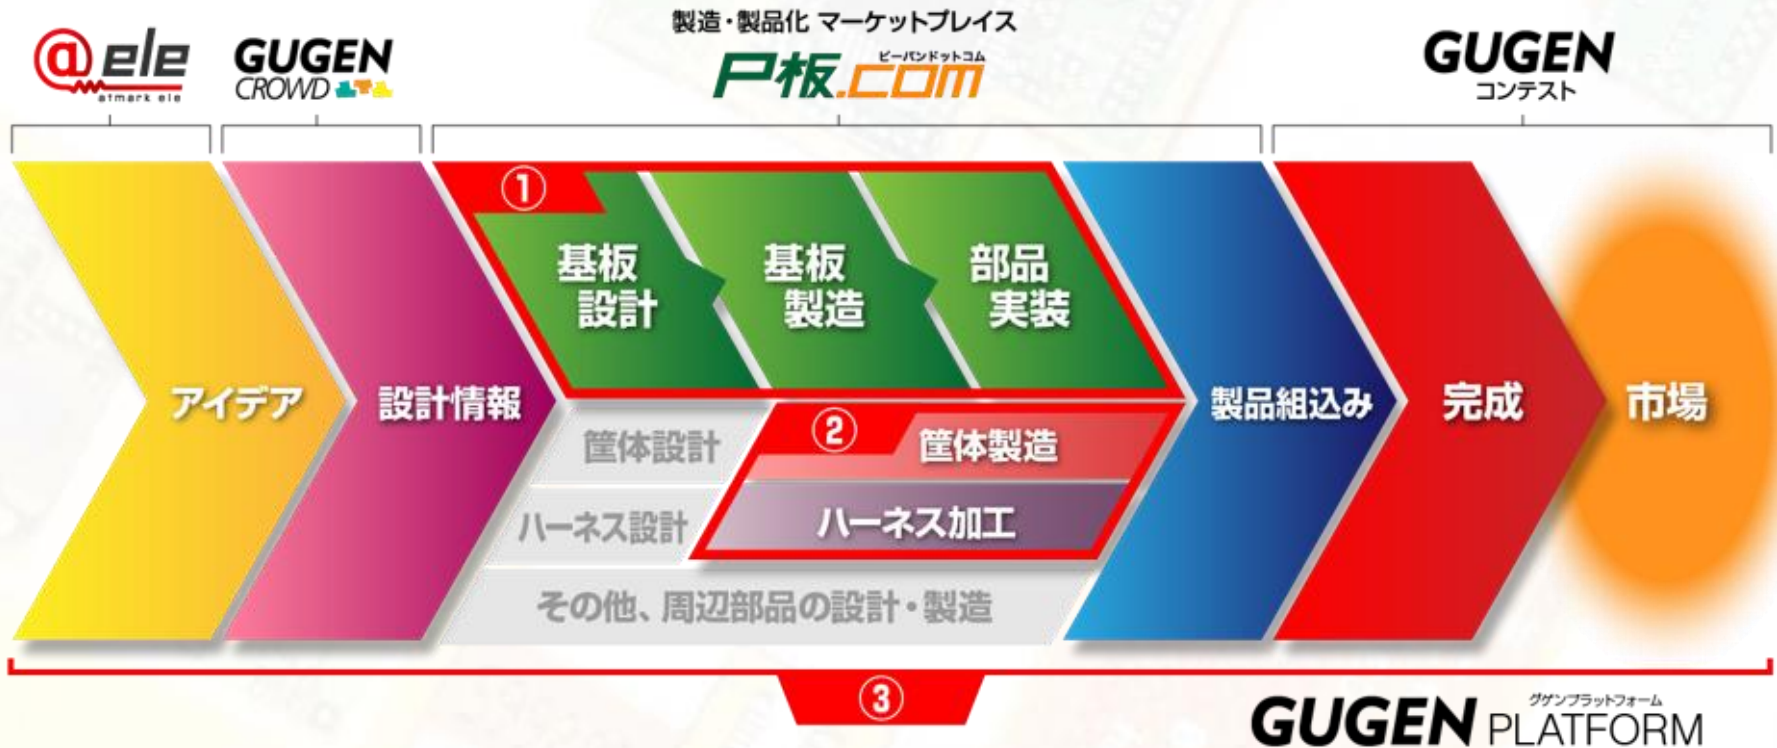 @ele
atmark ele
GUGEN
CROWD
製造・製品化 マーケットプレイス
ピーバンドットコム
P板.com
GUGEN
コンテスト
①
基板
設計
基板
製造
部品
実装
アイデア
設計情報
製品組込み
完成
市場
筐体設計
②
筐体製造
ハーネス設計
ハーネス加工
その他、周辺部品の設計・製造
③
グゲンプラットフォーム
GUGEN PLATFORM